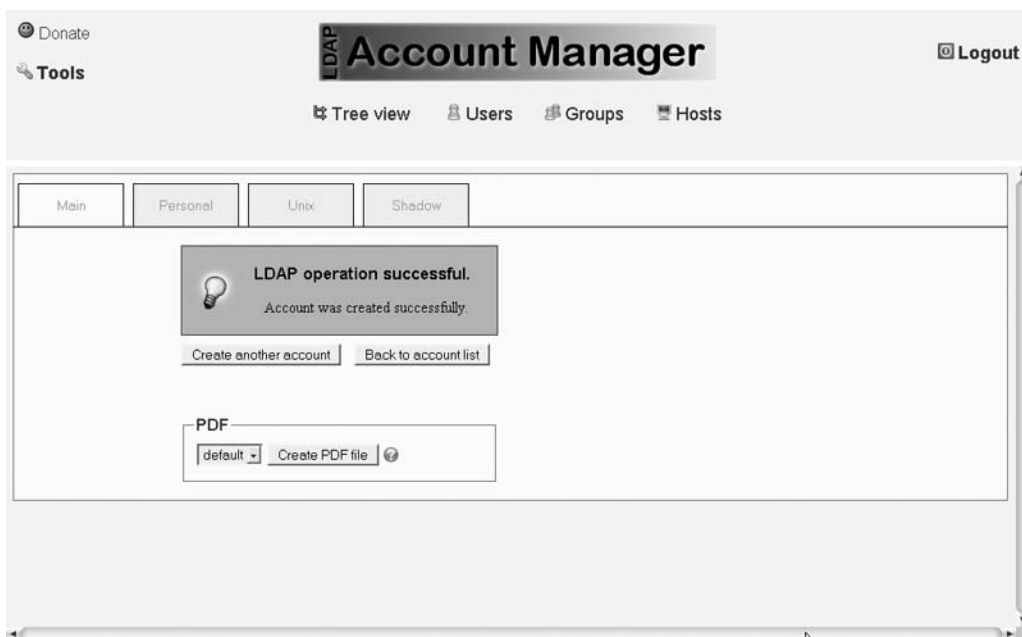 Donate
Tools
LDAP Account Manager
Logout
Tree view Users Groups Hosts
Main Personal Unix Shadow
LDAP operation successful.
Account was created successfully.
Create another account Back to account list
PDF
default Create PDF file